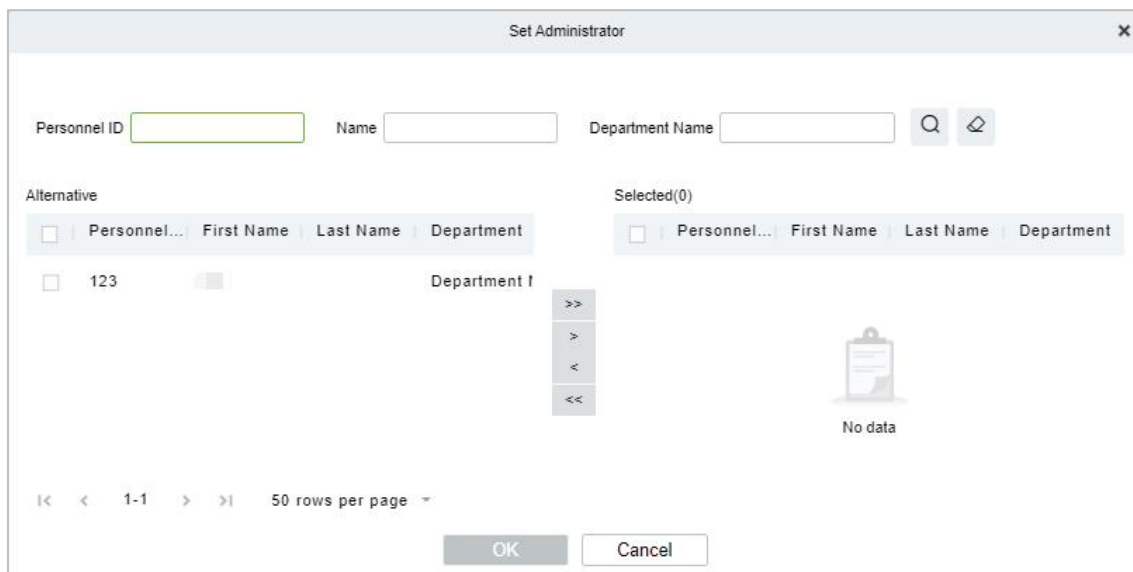 Set Administrator
Personnel ID Name Department Name
Alternative Selected(0)
Personnel... First Name Last Name Department Personnel... First Name Last Name Department
123 Department
>>
>
<
<<
No data
|< < 1-1 > >| 50 rows per page
OK Cancel